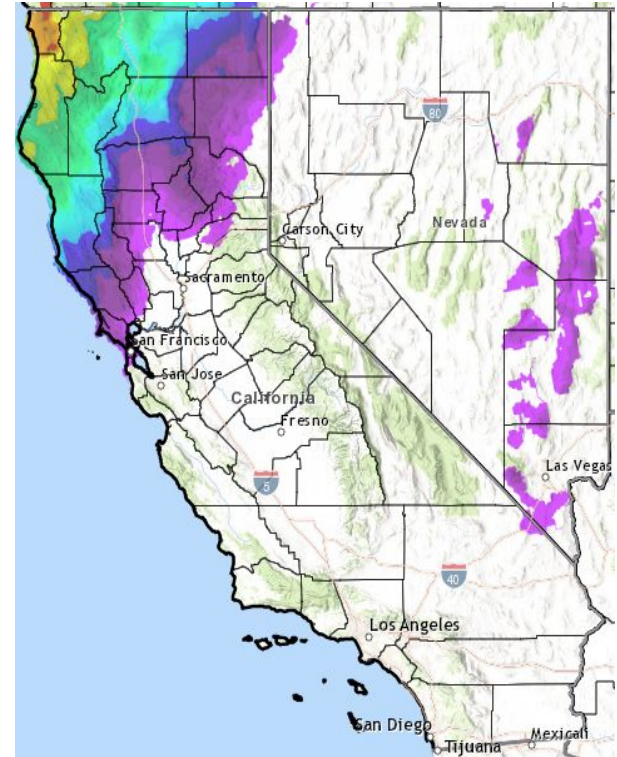 80
Nevada
Carson City
Sacramento
San Francisco
San Jose
California
Fresno
Las Vegas
5
40
Los Angeles
San Diego
Mexicali
Tijuana